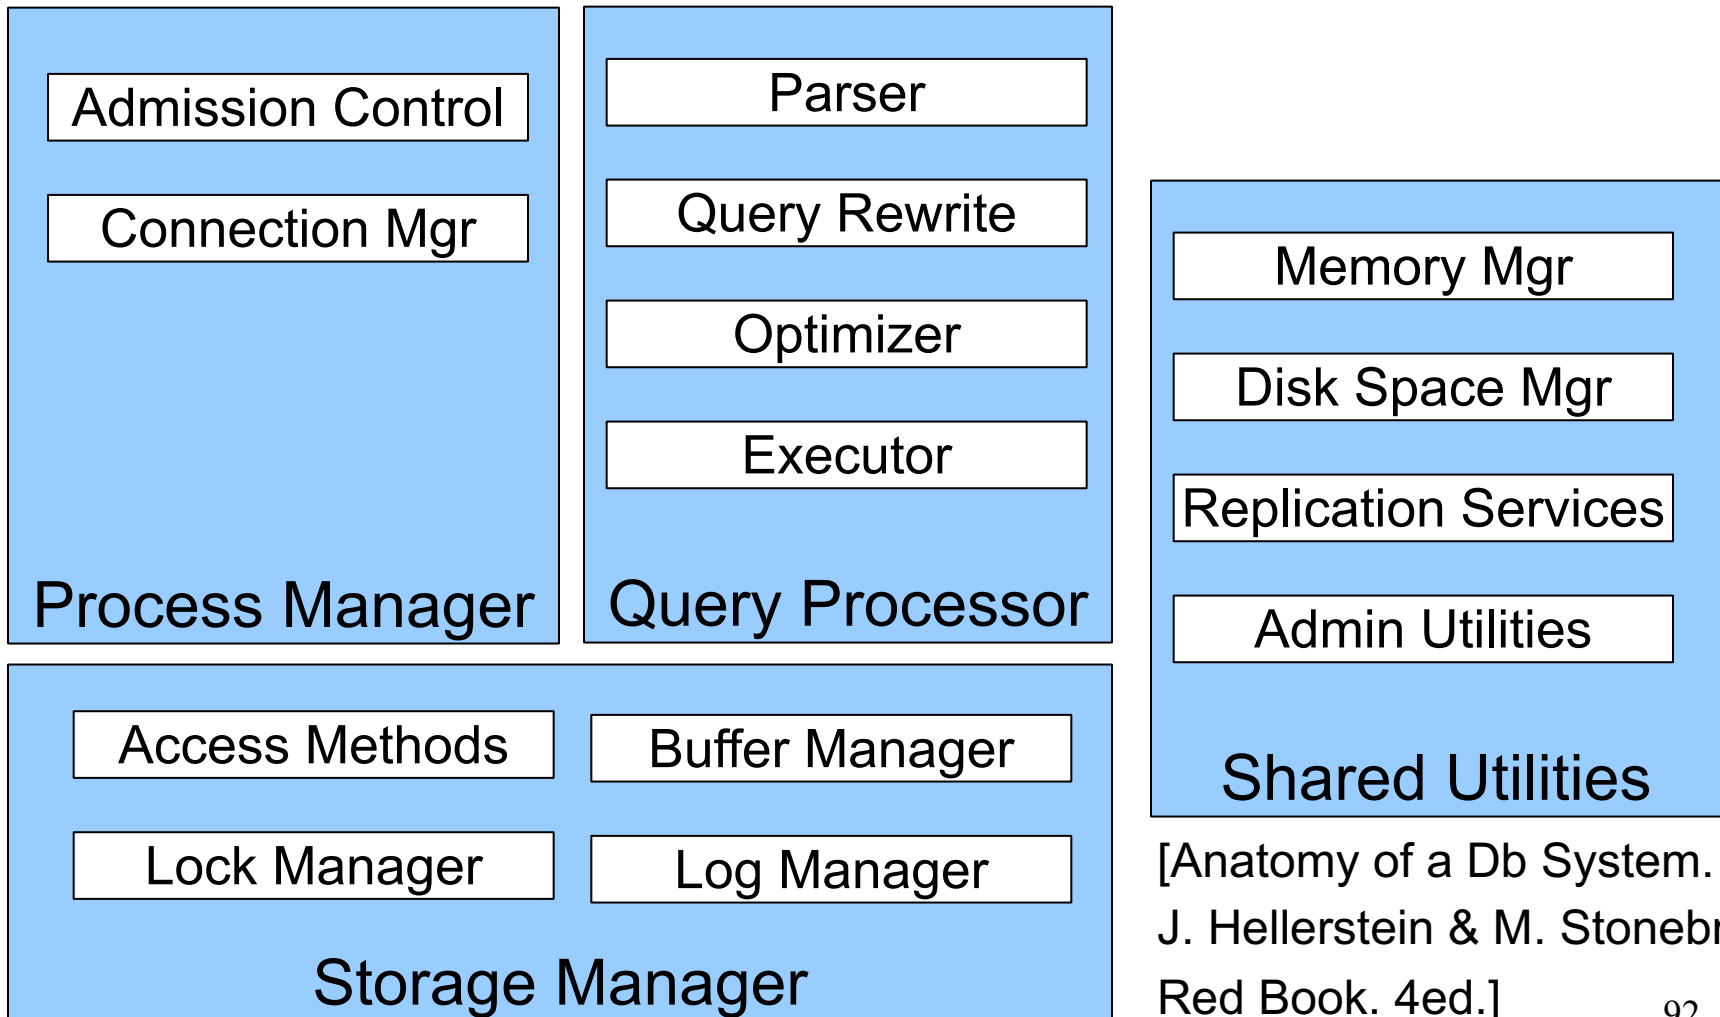 Admission Control
Connection Mgr
Process Manager
Parser
Query Rewrite
Optimizer
Executor
Query Processor
Memory Mgr
Disk Space Mgr
Replication Services
Admin Utilities
Shared Utilities
Access Methods
Buffer Manager
Lock Manager
Log Manager
Storage Manager
[Anatomy of a Db System.
J. Hellerstein & M. Stonebr
Red Book. 4ed.]
92